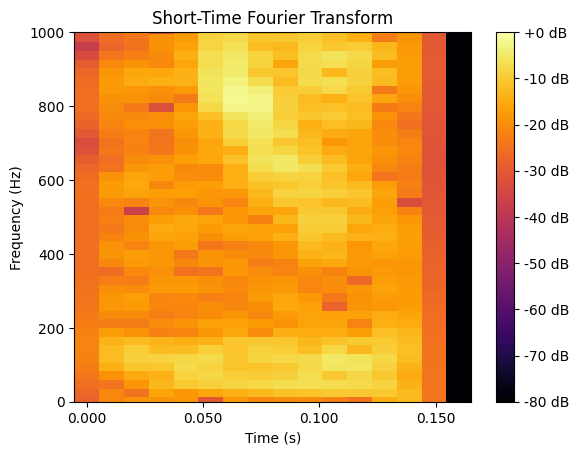 Short-Time Fourier Transform
Frequency (Hz)
1000
800
600
400
200
0
0.000
0.050
0.100
0.150
Time (s)
+0 dB
-10 dB
-20 dB
-30 dB
-40 dB
-50 dB
-60 dB
-70 dB
-80 dB